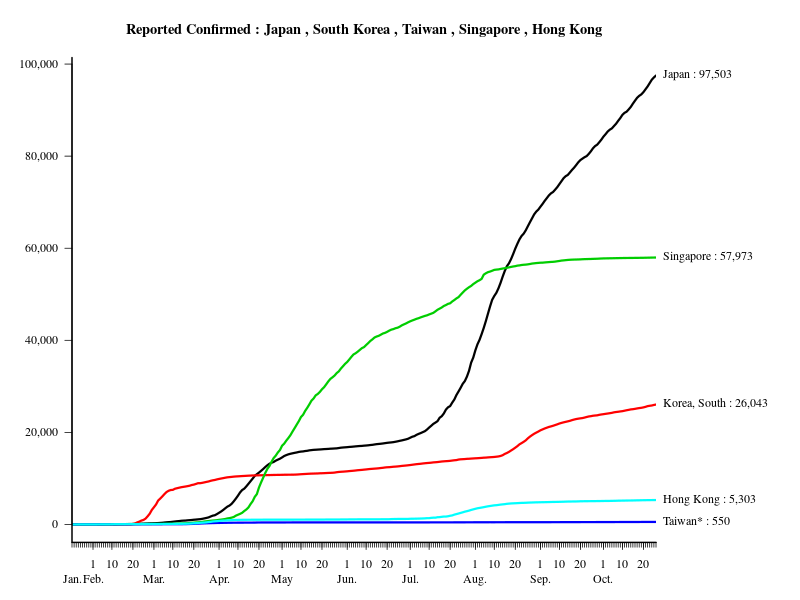 Reported Confirmed : Japan , South Korea , Taiwan , Singapore , Hong Kong
100,000
Japan : 97,503
80,000
60,000
Singapore : 57,973
40,000
Korea, South : 26,043
20,000
Hong Kong : 5,303
Taiwan* : 550
0
1 10 20 1 10 20 1 10 20 1 10 20 1 10 20 1 10 20 1 10 20 1 10 20 1 10 20
Jan. Feb. Mar. Apr. May Jun. Jul. Aug. Sep. Oct.